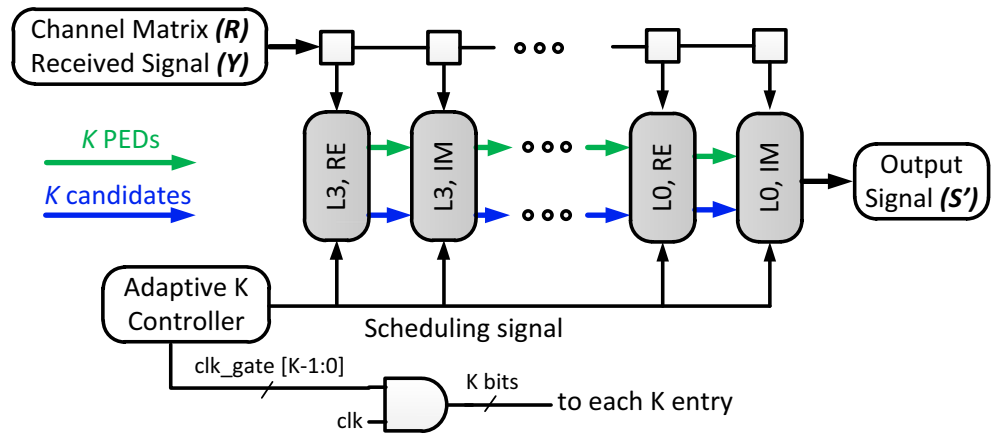 Channel Matrix (R)
Received Signal (Y)
K PEDs
K candidates
L3, RE
L3, IM
L0, RE
L0, IM
Output
Signal (S')
Adaptive K
Controller
Scheduling signal
clk_gate [K-1:0]
clk
K bits
to each K entry